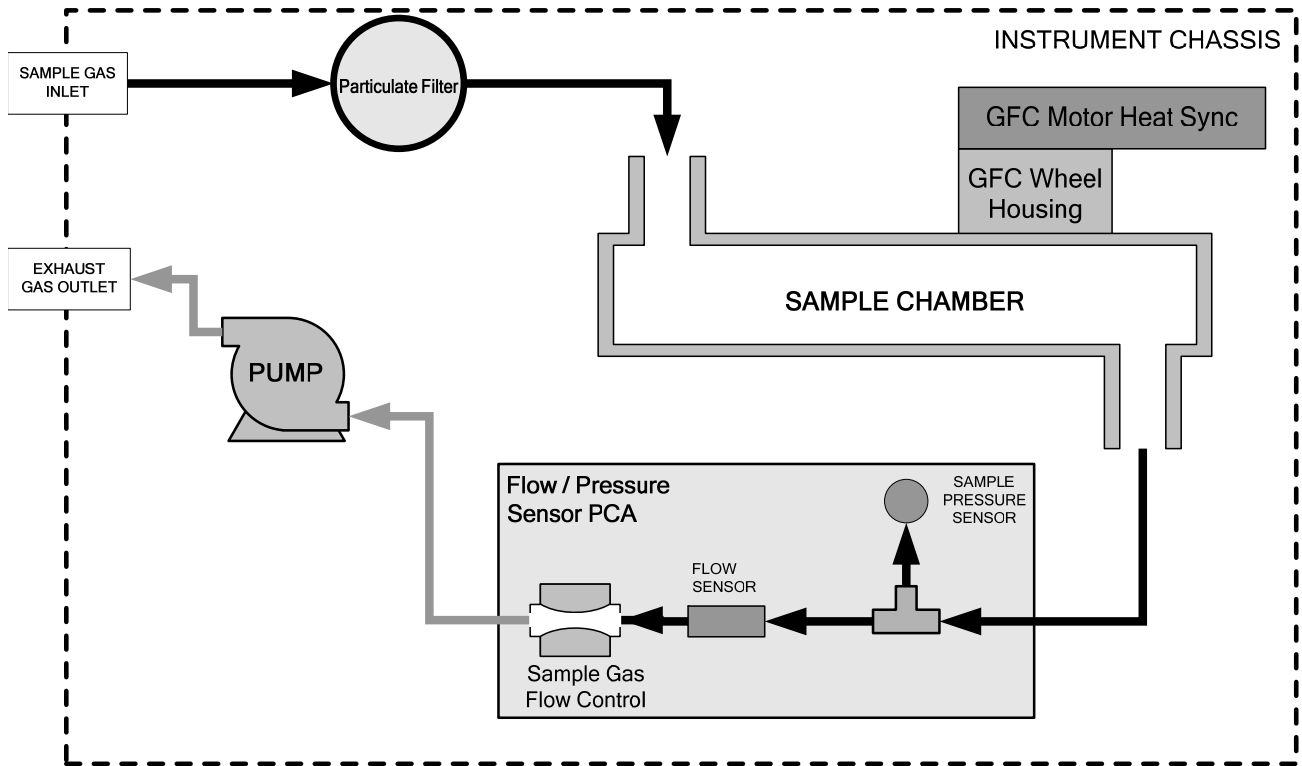 INSTRUMENT CHASSIS
SAMPLE GAS
INLET
Particulate Filter
GFC Motor Heat Sync
GFC Wheel
Housing
EXHAUST
GAS OUTLET
SAMPLE CHAMBER
PUMP
Flow / Pressure
Sensor PCA
SAMPLE
PRESSURE
SENSOR
FLOW
SENSOR
Sample Gas
Flow Control